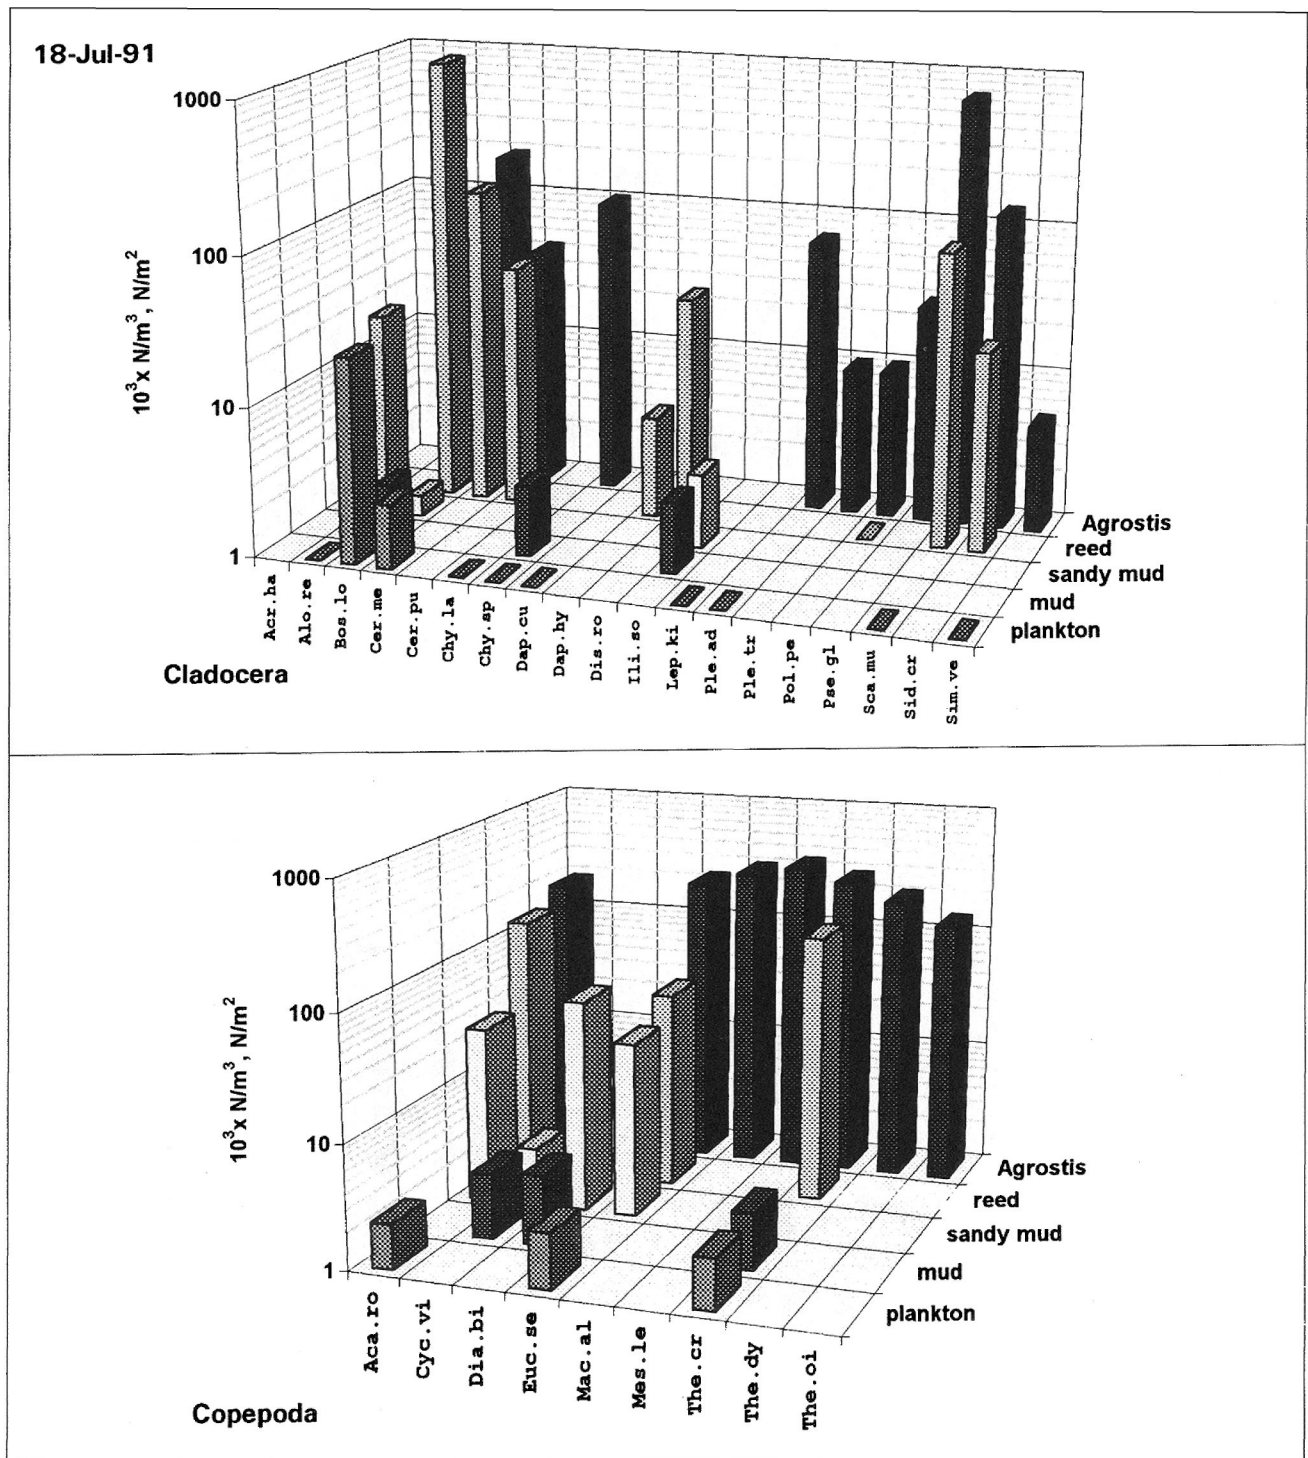 18-Jul-91
1000
100
10
1
10³x N/m³, N/m²
Acr.ha
Alo.re
Bos.lo
Cer.me
Cer.pu
Chy.la
Chy.sp
Dap.cu
Dap.hy
Dis.ro
Ili.so
Lep.ki
Ple.ad
Ple.tr
Pol.pe
Pse.gl
Sca.mu
Sid.cr
Sim.ve
Agrostis
reed
sandy mud
mud
plankton
Cladocera
1000
100
10
1
10³x N/m³, N/m²
Aca.ro
Cyc.vi
Dia.bi
Euc.se
Mac.al
Mes.le
The.cr
The.dy
The.oi
Agrostis
reed
sandy mud
mud
plankton
Copepoda